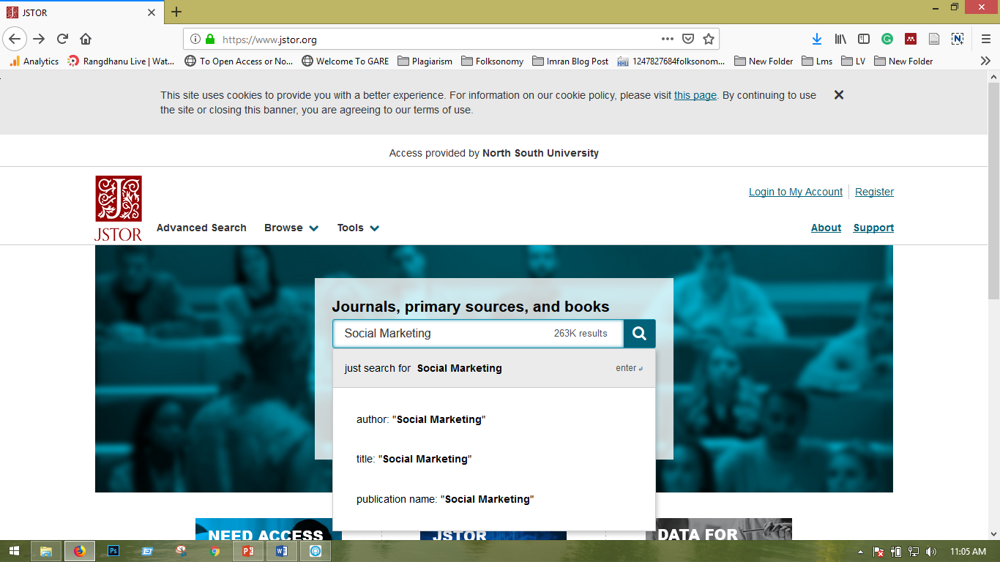 JSTOR
https://www.jstor.org
Analytics
Rangdhanu Live | Wat...
To Open Access or No...
Welcome To GARE
Plagiarism
Folksonomy
Imran Blog Post
1247827684folksonom...
New Folder
Lms
LV
New Folder
This site uses cookies to provide you with a better experience. For information on our cookie policy, please visit this page. By continuing to use
the site or closing this banner, you are agreeing to our terms of use.
Access provided by North South University
Login to My Account
Register
JSTOR
Advanced Search
Browse
Tools
About
Support
Journals, primary sources, and books
Social Marketing 263K results
just search for Social Marketing enter
author: "Social Marketing"
title: "Social Marketing"
publication name: "Social Marketing"
NEED ACCESS
JSTOR
DATA FOR
11:05 AM